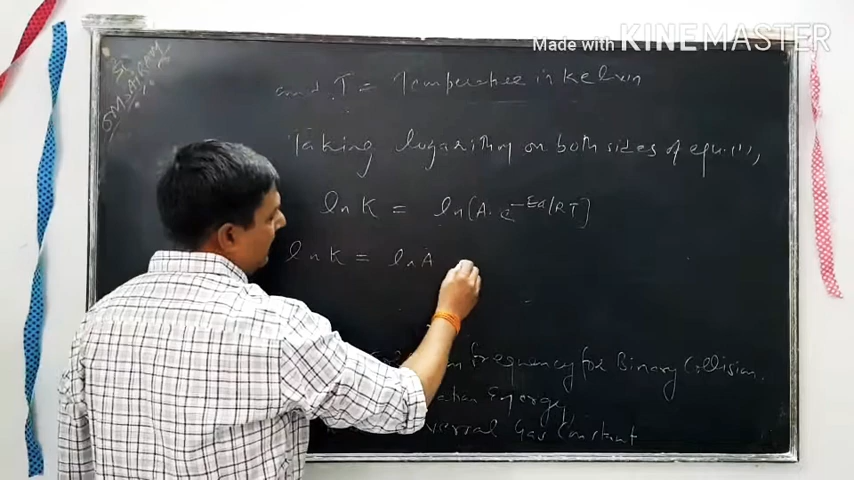 Made with KINEMASTER
and T = Temperature in Kelvin
Taking logarithm on both sides of equ.(1),
ln K = ln[A. e^-Ea/RT]
ln K = ln A
frequency for Binary Collision.
Gas Constant